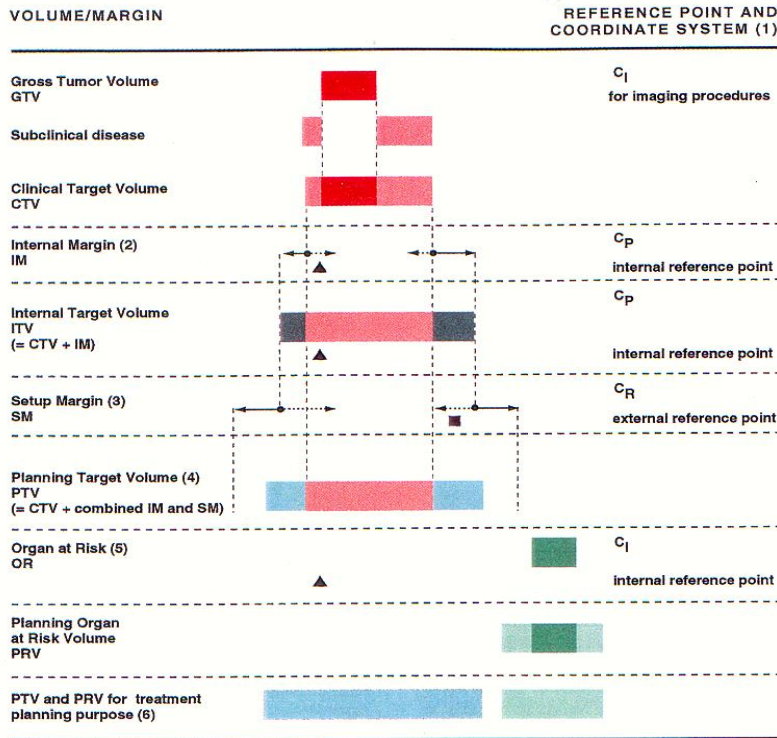 VOLUME/MARGIN
REFERENCE POINT AND
COORDINATE SYSTEM (1)
Gross Tumor Volume
GTV
CI
for imaging procedures
Subclinical disease
Clinical Target Volume
CTV
Internal Margin (2)
IM
CP
internal reference point
Internal Target Volume
ITV
(= CTV + IM)
CP
internal reference point
Setup Margin (3)
SM
CR
external reference point
Planning Target Volume (4)
PTV
(= CTV + combined IM and SM)
Organ at Risk (5)
OR
CI
internal reference point
Planning Organ
at Risk Volume
PRV
PTV and PRV for treatment
planning purpose (6)